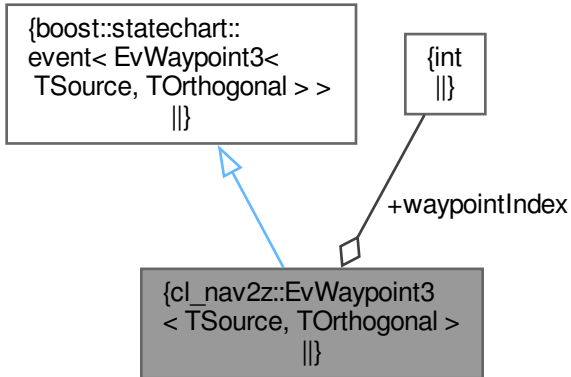 {boost::statechart::
event< EvWaypoint3<
TSource, TOrthogonal > >
||}
{int
||}
+waypointIndex
{cl_nav2z::EvWaypoint3
< TSource, TOrthogonal >
||}